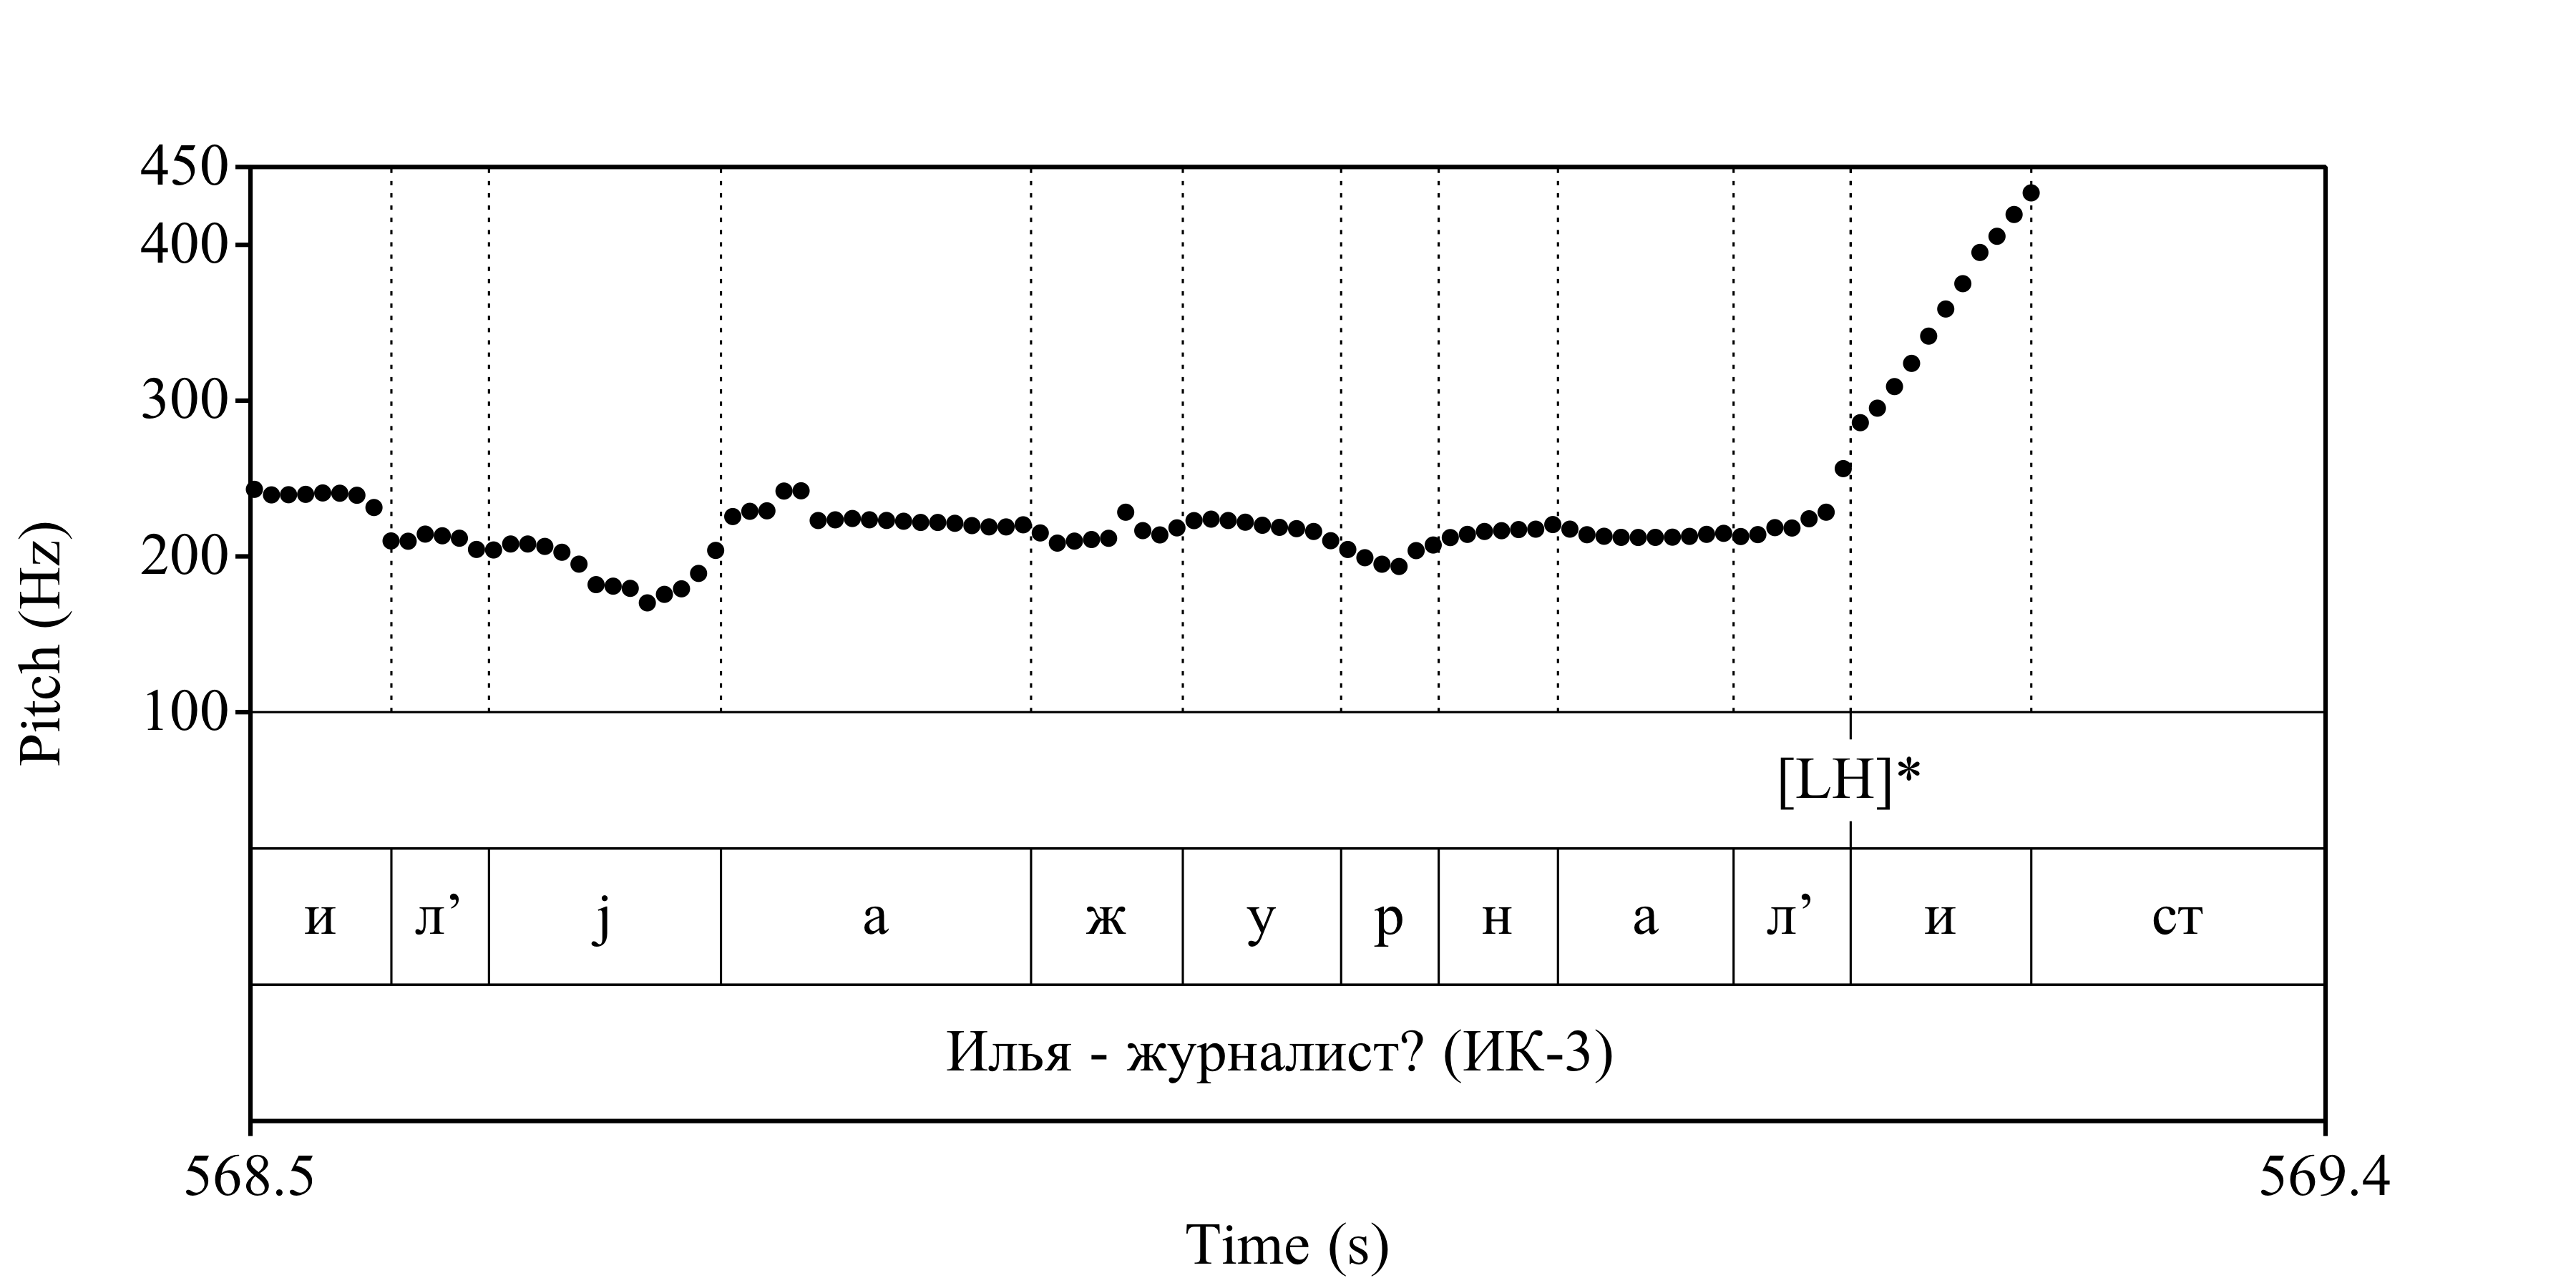 450
400
300
200
100
Pitch (Hz)
[LH]*
и л’ j а ж у р н а л’ и ст
Илья - журналист? (ИК-3)
568.5 569.4
Time (s)